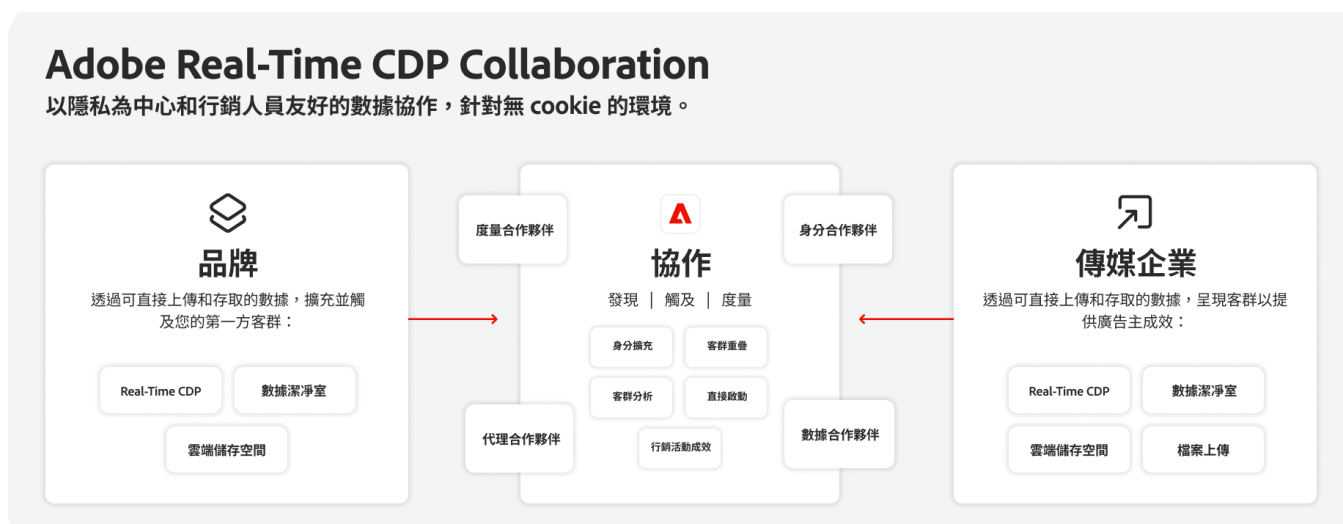 Adobe Real-Time CDP Collaboration
以隱私為中心和行銷人員友好的數據協作，針對無 cookie 的環境。
品牌
透過可直接上傳和存取的數據，擴充並觸
及您的第一方客群：
Real-Time CDP
數據潔淨室
雲端儲存空間
度量合作夥伴
身分合作夥伴
協作
發現 | 觸及 | 度量
身分擴充
客群重疊
客群分析
直接啟動
行銷活動成效
代理合作夥伴
數據合作夥伴
傳媒企業
透過可直接上傳和存取的數據，呈現客群以提
供廣告主成效：
Real-Time CDP
數據潔淨室
雲端儲存空間
檔案上傳